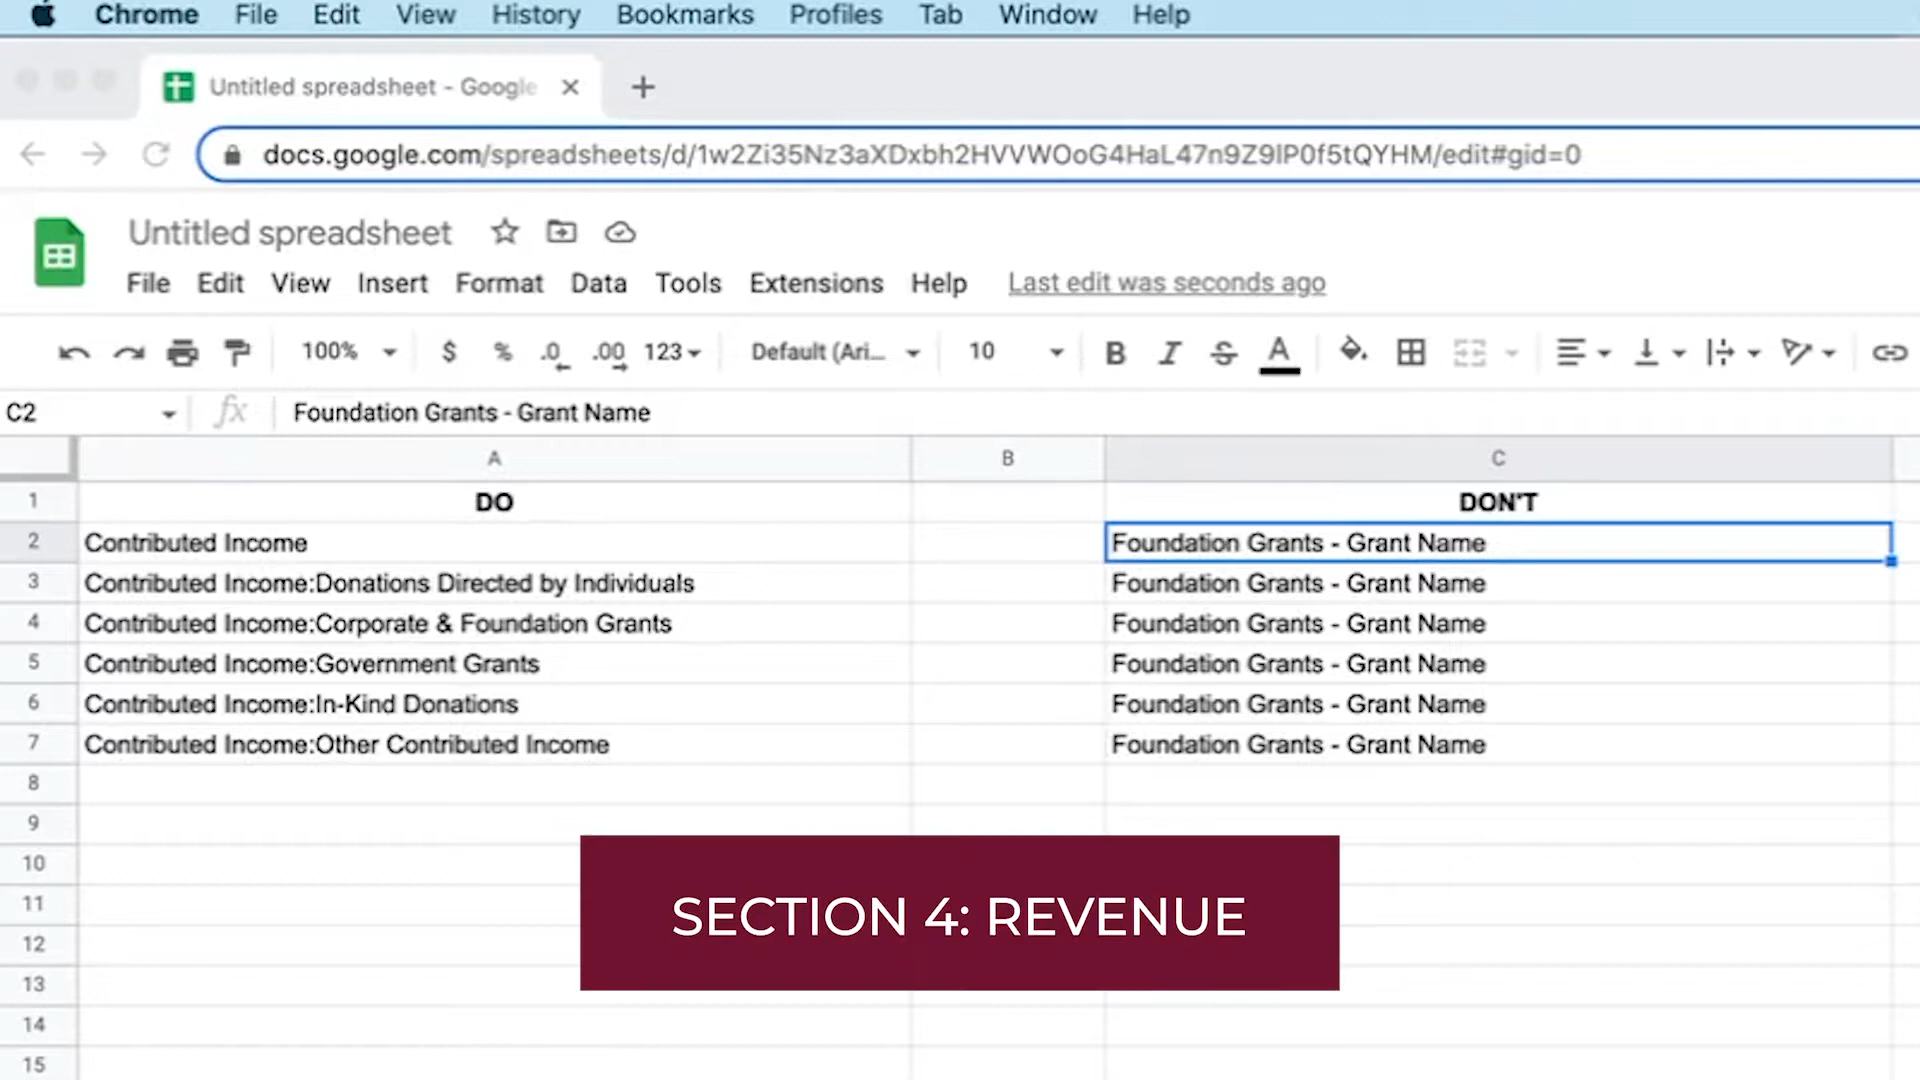 Chrome File Edit View History Bookmarks Profiles Tab Window Help
Untitled spreadsheet - Google
docs.google.com/spreadsheets/d/1w2Zi35Nz3aXDxbh2HVVWOoG4HaL47n9Z9lP0f5tQYHM/edit#gid=0
Untitled spreadsheet
File Edit View Insert Format Data Tools Extensions Help Last edit was seconds ago
100% $ % .0 .00 123 Default (Ari... 10 B I S A
C2 fx Foundation Grants - Grant Name
A B C
1 DO DON'T
2 Contributed Income Foundation Grants - Grant Name
3 Contributed Income:Donations Directed by Individuals Foundation Grants - Grant Name
4 Contributed Income:Corporate & Foundation Grants Foundation Grants - Grant Name
5 Contributed Income:Government Grants Foundation Grants - Grant Name
6 Contributed Income:In-Kind Donations Foundation Grants - Grant Name
7 Contributed Income:Other Contributed Income Foundation Grants - Grant Name
8
9
10
11
SECTION 4: REVENUE
12
13
14
15